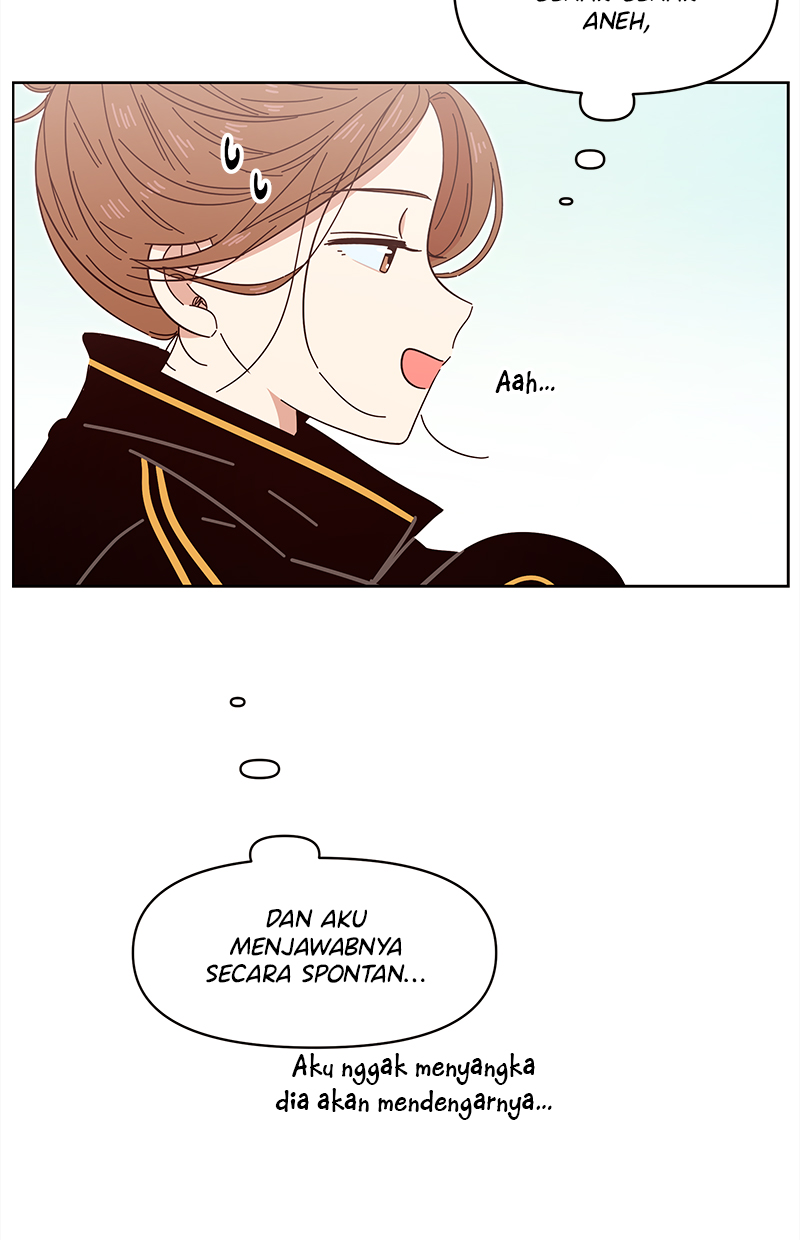 ANEH,
Aah...
DAN AKU
MENJAWABNYA
SECARA SPONTAN...
Aku nggak menyangka
dia akan mendengarnya...